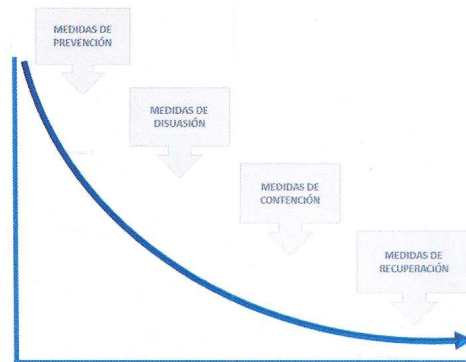 MEDIDAS DE
PREVENCIÓN
MEDIDAS DE
DISUASIÓN
MEDIDAS DE
CONTENCIÓN
MEDIDAS DE
RECUPERACIÓN